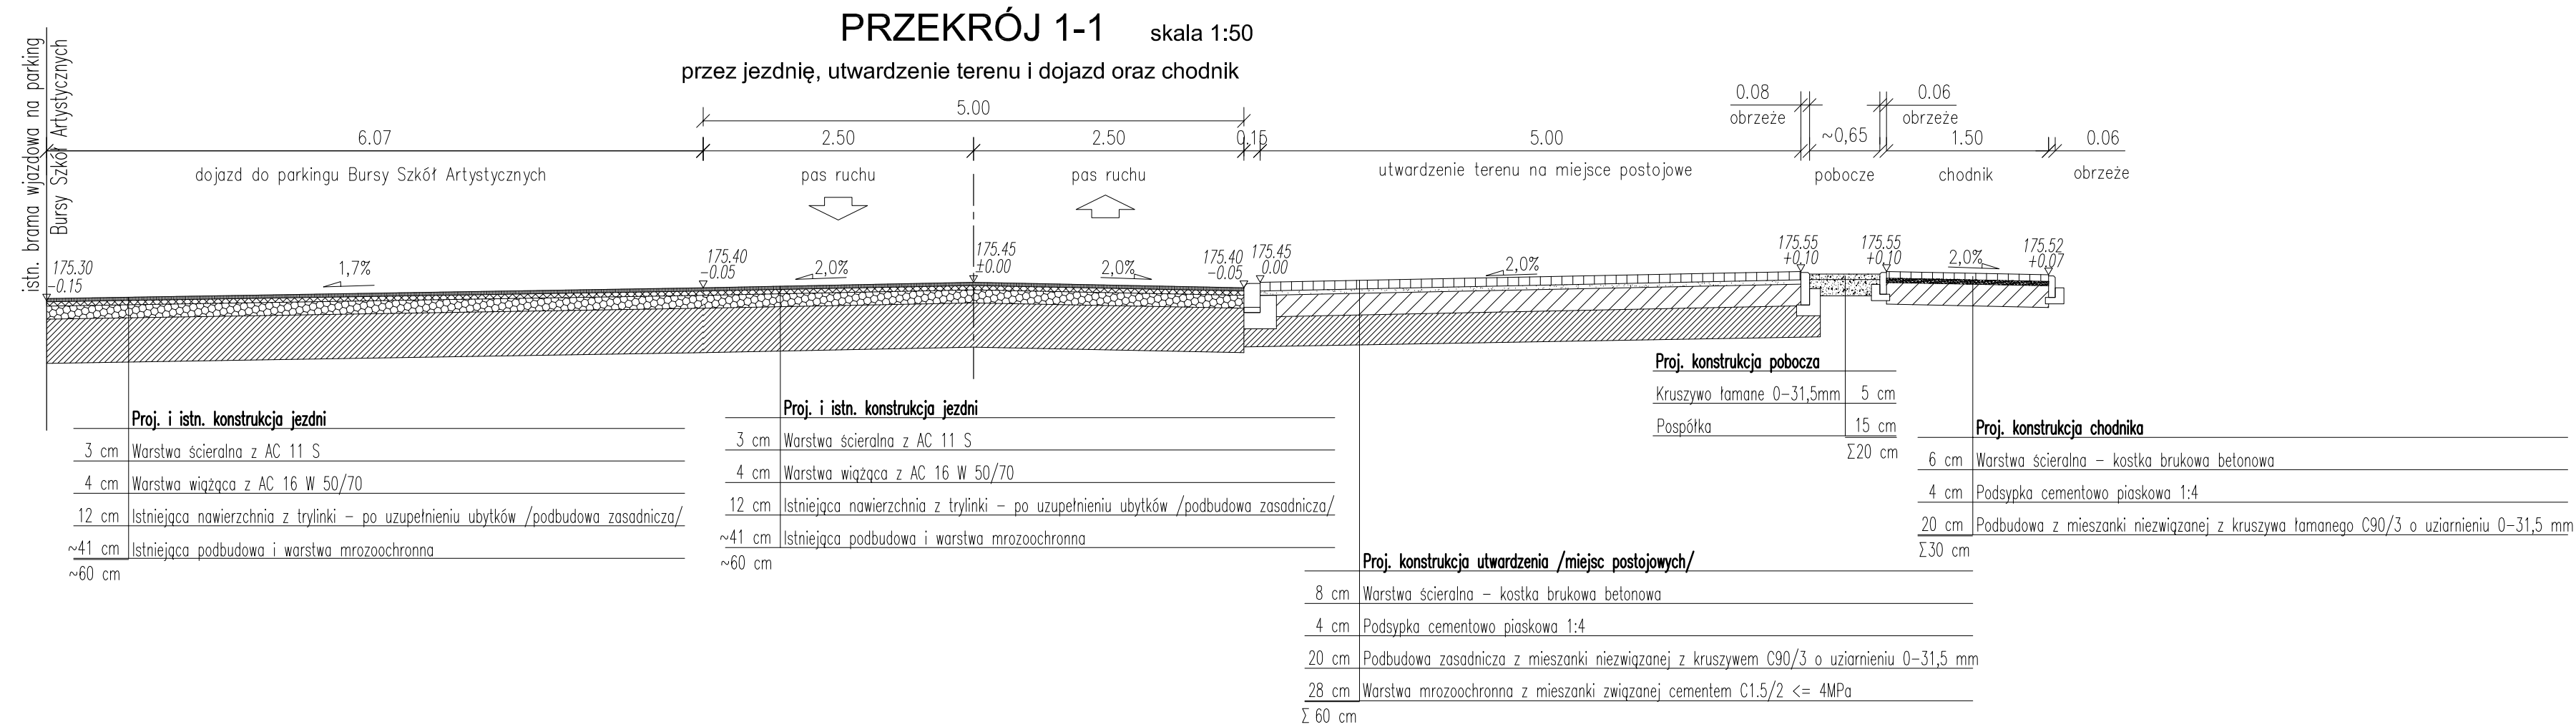 PRZEKRÓJ 1-1 skala 1:50
przez jezdnię, utwardzenie terenu i dojazd oraz chodnik
istn. brama wjazdowa na parking
Bursy Szkół Artystycznych
5.00
0.08
obrzeże
0.06
obrzeże
6.07
2.50
2.50
0.15
5.00
~0,65
1.50
0.06
dojazd do parkingu Bursy Szkół Artystycznych
pas ruchu
pas ruchu
utwardzenie terenu na miejsce postojowe
pobocze
chodnik
obrzeże
175.30
-0.15
1,7%
175.40
-0.05
2,0%
175.45
±0.00
2,0%
175.40
-0.05
175.45
0.00
2,0%
175.55
+0.10
175.55
+0.10
2,0%
175.52
+0.07
Proj. i istn. konstrukcja jezdni
3 cm Warstwa ścieralna z AC 11 S
4 cm Warstwa wiążąca z AC 16 W 50/70
12 cm Istniejąca nawierzchnia z trylinki – po uzupełnieniu ubytków /podbudowa zasadnicza/
~41 cm Istniejąca podbudowa i warstwa mrozoochronna
~60 cm
Proj. i istn. konstrukcja jezdni
3 cm Warstwa ścieralna z AC 11 S
4 cm Warstwa wiążąca z AC 16 W 50/70
12 cm Istniejąca nawierzchnia z trylinki – po uzupełnieniu ubytków /podbudowa zasadnicza/
~41 cm Istniejąca podbudowa i warstwa mrozoochronna
~60 cm
Proj. konstrukcja utwardzenia /miejsc postojowych/
8 cm Warstwa ścieralna – kostka brukowa betonowa
4 cm Podsypka cementowo piaskowa 1:4
20 cm Podbudowa zasadnicza z mieszanki niezwiązanej z kruszywem C90/3 o uziarnieniu 0–31,5 mm
28 cm Warstwa mrozoochronna z mieszanki związanej cementem C1.5/2 <= 4MPa
Σ 60 cm
Proj. konstrukcja pobocza
Kruszywo łamane 0–31,5mm 5 cm
Pospółka 15 cm
Σ20 cm
Proj. konstrukcja chodnika
6 cm Warstwa ścieralna – kostka brukowa betonowa
4 cm Podsypka cementowo piaskowa 1:4
20 cm Podbudowa z mieszanki niezwiązanej z kruszywa łamanego C90/3 o uziarnieniu 0–31,5 mm
Σ30 cm